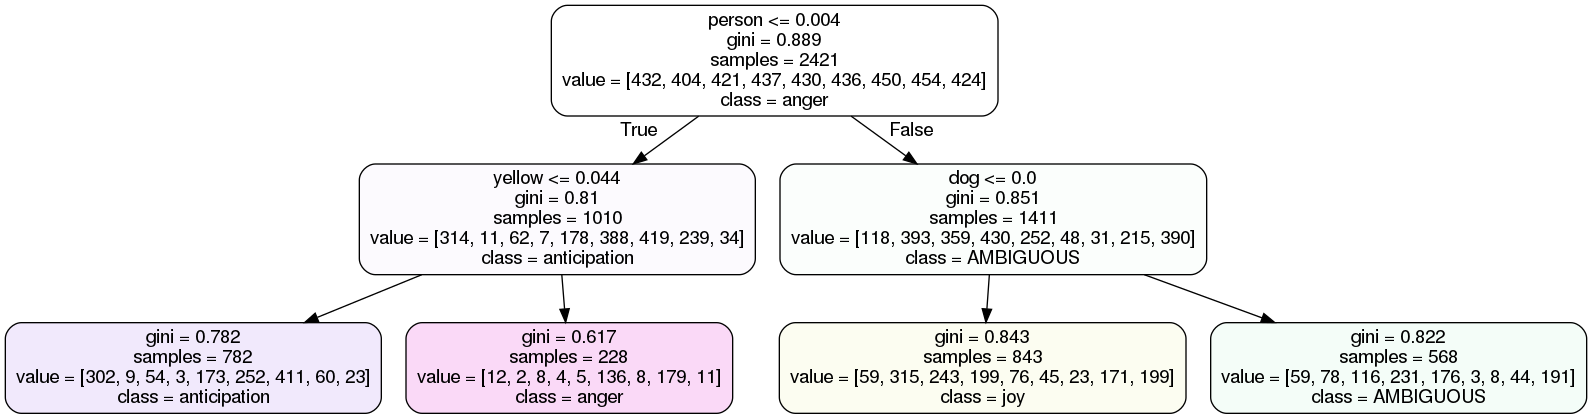 person <= 0.004
gini = 0.889
samples = 2421
value = [432, 404, 421, 437, 430, 436, 450, 454, 424]
class = anger
True
False
yellow <= 0.044
gini = 0.81
samples = 1010
value = [314, 11, 62, 7, 178, 388, 419, 239, 34]
class = anticipation
dog <= 0.0
gini = 0.851
samples = 1411
value = [118, 393, 359, 430, 252, 48, 31, 215, 390]
class = AMBIGUOUS
gini = 0.782
samples = 782
value = [302, 9, 54, 3, 173, 252, 411, 60, 23]
class = anticipation
gini = 0.617
samples = 228
value = [12, 2, 8, 4, 5, 136, 8, 179, 11]
class = anger
gini = 0.843
samples = 843
value = [59, 315, 243, 199, 76, 45, 23, 171, 199]
class = joy
gini = 0.822
samples = 568
value = [59, 78, 116, 231, 176, 3, 8, 44, 191]
class = AMBIGUOUS